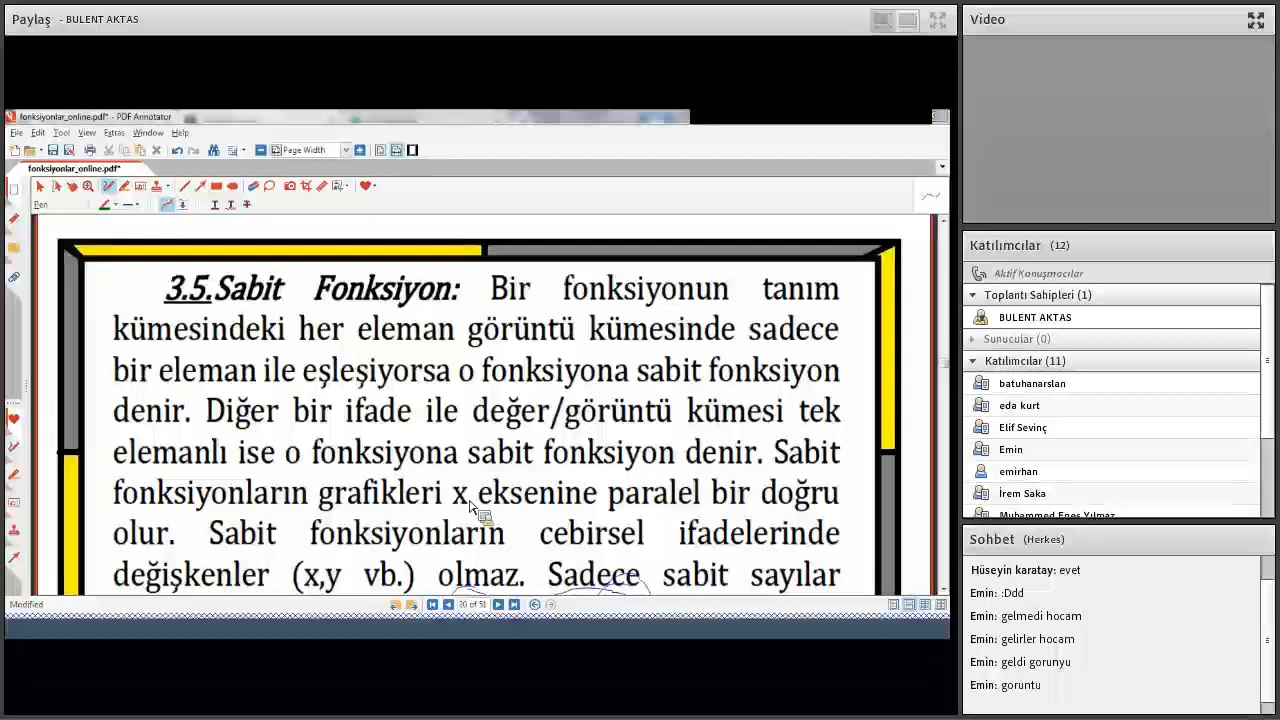 Paylaş - BULENT AKTAS
fonksiyonlar_online.pdf* - PDF Annotator
File Edit Tool View Extras Window Help
Page Width
fonksiyonlar_online.pdf*
Pen
3.5.Sabit Fonksiyon: Bir fonksiyonun tanım
kümesindeki her eleman görüntü kümesinde sadece
bir eleman ile eşleşiyorsa o fonksiyona sabit fonksiyon
denir. Diğer bir ifade ile değer/görüntü kümesi tek
elemanlı ise o fonksiyona sabit fonksiyon denir. Sabit
fonksiyonların grafikleri x eksenine paralel bir doğru
olur. Sabit fonksiyonların cebirsel ifadelerinde
değişkenler (x,y vb.) olmaz. Sadece sabit sayılar
Modified
20 of 51
Video
Katılımcılar (12)
Aktif Konuşmacılar
Toplantı Sahipleri (1)
BULENT AKTAS
Sunucular (0)
Katılımcılar (11)
batuhanarslan
eda kurt
Elif Sevinç
Emin
emirhan
İrem Saka
Muhammed Enes Yılmaz
Sohbet (Herkes)
Hüseyin karatay: evet
Emin: :Ddd
Emin: gelmedi hocam
Emin: gelirler hocam
Emin: geldi gorunyu
Emin: goruntu